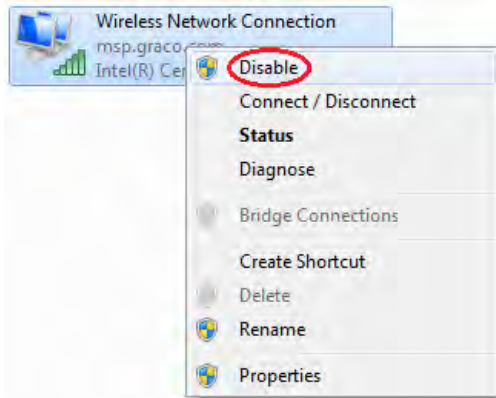 Wireless Network Connection
msp.graco.com
Intel(R) Cer
Disable
Connect / Disconnect
Status
Diagnose
Bridge Connections
Create Shortcut
Delete
Rename
Properties